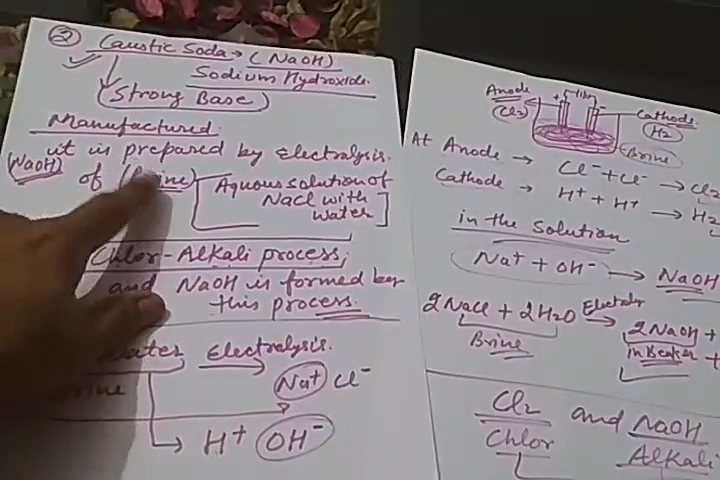 ② Caustic Soda → (NaOH)
Sodium Hydroxide.
(Strong Base)
Manufactured
it is prepared by Electralysis.
(NaOH) of (Brine) Aqueous solution of
NaCl with
water]
Chlor-Alkali process,
and NaOH is formed by
this process.
water Electralysis.
Na+ Cl-
H+ OH-
Anode + -
(Cl2) Cathode
(H2)
Brine
At Anode → Cl- + Cl- → Cl2
Cathode → H+ + H+ → H2
in the solution
Na+ + OH- → NaOH
2NaCl + 2H2O → 2NaOH +
Brine in Beaker +
Cl2 and NaOH
Chlor Alkali